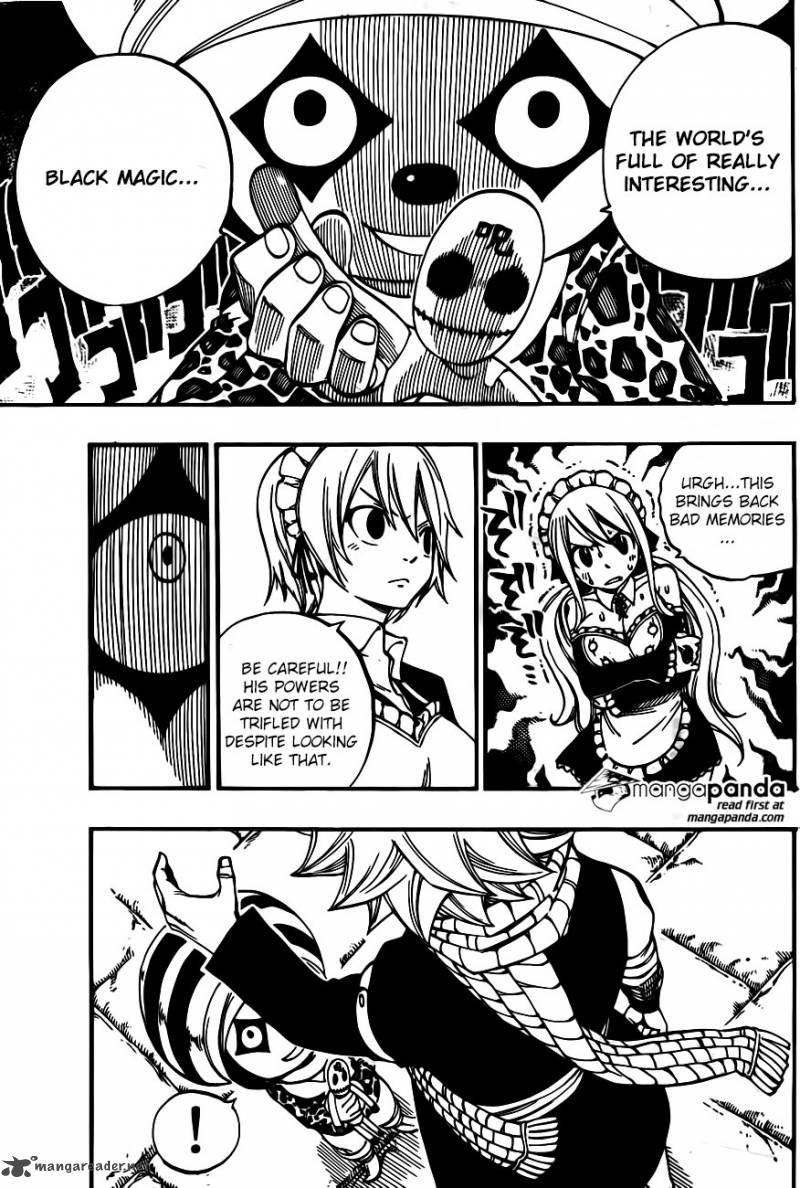 THE WORLD'S
FULL OF REALLY
INTERESTING...
BLACK MAGIC...
呪
URGH...THIS
BRINGS BACK
BAD MEMORIES
...
BE CAREFUL!!
HIS POWERS
ARE NOT TO BE
TRIFLED WITH
DESPITE LOOKING
LIKE THAT.
mangapanda
read first at
mangapanda.com
!
mangareader.net